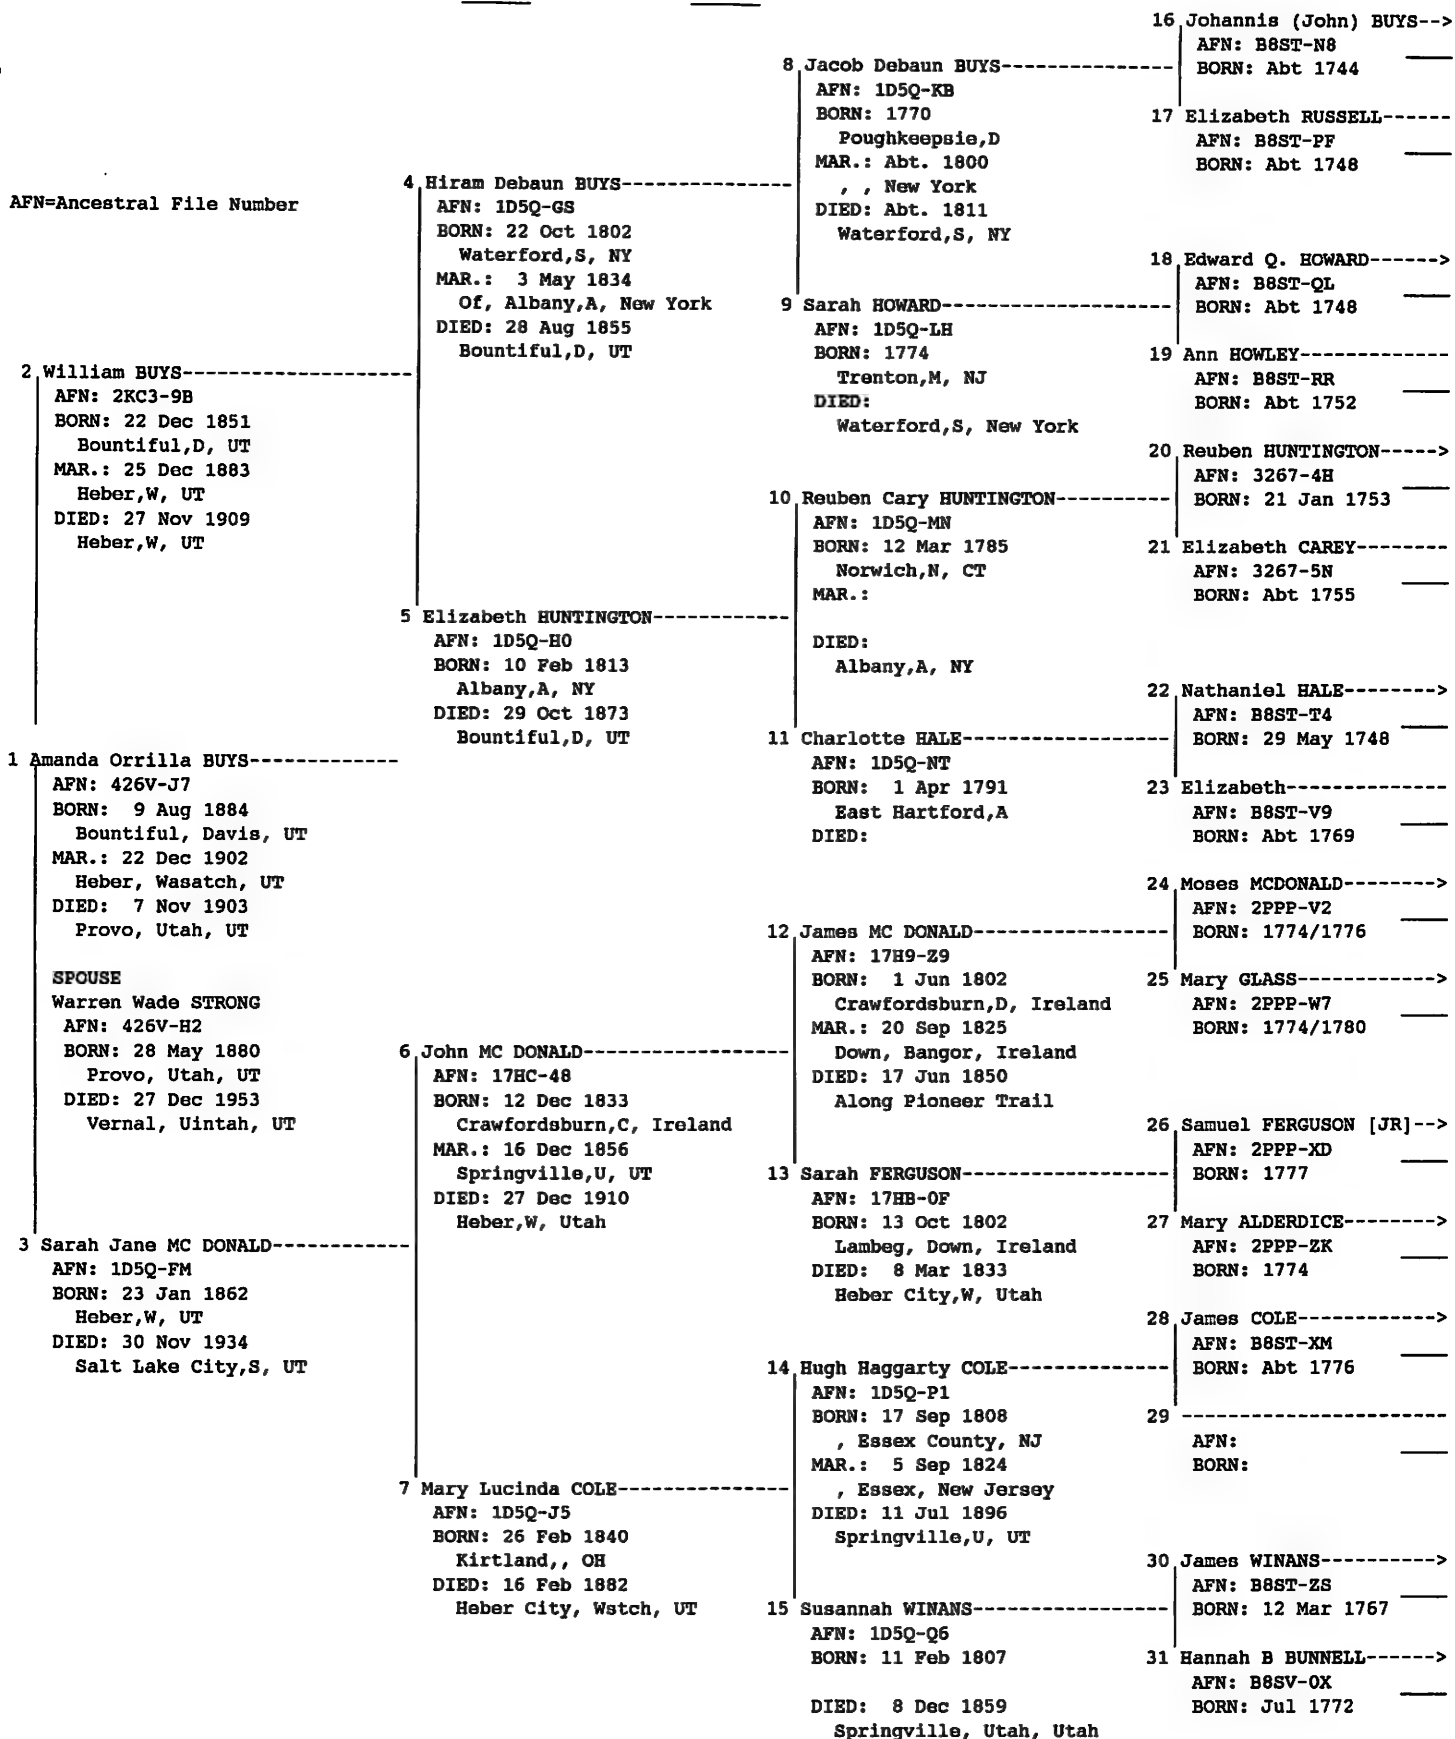 AFN=Ancestral File Number
1 Amanda Orrilla BUYS-------------
AFN: 426V-J7
BORN: 9 Aug 1884
Bountiful, Davis, UT
MAR.: 22 Dec 1902
Heber, Wasatch, UT
DIED: 7 Nov 1903
Provo, Utah, UT
SPOUSE
Warren Wade STRONG
AFN: 426V-H2
BORN: 28 May 1880
Provo, Utah, UT
DIED: 27 Dec 1953
Vernal, Uintah, UT
2 William BUYS-------------------
AFN: 2KC3-9B
BORN: 22 Dec 1851
Bountiful,D, UT
MAR.: 25 Dec 1883
Heber,W, UT
DIED: 27 Nov 1909
Heber,W, UT
3 Sarah Jane MC DONALD------------
AFN: 1D5Q-FM
BORN: 23 Jan 1862
Heber,W, UT
DIED: 30 Nov 1934
Salt Lake City,S, UT
4 Hiram Debaun BUYS--------------
AFN: 1D5Q-GS
BORN: 22 Oct 1802
Waterford,S, NY
MAR.: 3 May 1834
Of, Albany,A, New York
DIED: 28 Aug 1855
Bountiful,D, UT
5 Elizabeth HUNTINGTON-----------
AFN: 1D5Q-H0
BORN: 10 Feb 1813
Albany,A, NY
DIED: 29 Oct 1873
Bountiful,D, UT
6 John MC DONALD-----------------
AFN: 17HC-48
BORN: 12 Dec 1833
Crawfordsburn,C, Ireland
MAR.: 16 Dec 1856
Springville,U, UT
DIED: 27 Dec 1910
Heber,W, Utah
7 Mary Lucinda COLE--------------
AFN: 1D5Q-J5
BORN: 26 Feb 1840
Kirtland,, OH
DIED: 16 Feb 1882
Heber City, Wstch, UT
8 Jacob Debaun BUYS--------------
AFN: 1D5Q-KB
BORN: 1770
Poughkeepsie,D
MAR.: Abt. 1800
, , New York
DIED: Abt. 1811
Waterford,S, NY
9 Sarah HOWARD-------------------
AFN: 1D5Q-LH
BORN: 1774
Trenton,M, NJ
DIED:
Waterford,S, New York
10 Reuben Cary HUNTINGTON----------
AFN: 1D5Q-MN
BORN: 12 Mar 1785
Norwich,N, CT
MAR.:
DIED:
Albany,A, NY
11 Charlotte HALE-----------------
AFN: 1D5Q-NT
BORN: 1 Apr 1791
East Hartford,A
DIED:
12 James MC DONALD----------------
AFN: 17H9-Z9
BORN: 1 Jun 1802
Crawfordsburn,D, Ireland
MAR.: 20 Sep 1825
Down, Bangor, Ireland
DIED: 17 Jun 1850
Along Pioneer Trail
13 Sarah FERGUSON-----------------
AFN: 17HB-0F
BORN: 13 Oct 1802
Lambeg, Down, Ireland
DIED: 8 Mar 1833
Heber City,W, Utah
14 Hugh Haggarty COLE-------------
AFN: 1D5Q-P1
BORN: 17 Sep 1808
, Essex County, NJ
MAR.: 5 Sep 1824
, Essex, New Jersey
DIED: 11 Jul 1896
Springville,U, UT
15 Susannah WINANS----------------
AFN: 1D5Q-Q6
BORN: 11 Feb 1807
DIED: 8 Dec 1859
Springville, Utah, Utah
16 Johannis (John) BUYS-->
AFN: B8ST-N8
BORN: Abt 1744
17 Elizabeth RUSSELL------
AFN: B8ST-PF
BORN: Abt 1748
18 Edward Q. HOWARD------>
AFN: B8ST-QL
BORN: Abt 1748
19 Ann HOWLEY-------------
AFN: B8ST-RR
BORN: Abt 1752
20 Reuben HUNTINGTON----->
AFN: 3267-4H
BORN: 21 Jan 1753
21 Elizabeth CAREY--------
AFN: 3267-5N
BORN: Abt 1755
22 Nathaniel HALE-------->
AFN: B8ST-T4
BORN: 29 May 1748
23 Elizabeth--------------
AFN: B8ST-V9
BORN: Abt 1769
24 Moses MCDONALD-------->
AFN: 2PPP-V2
BORN: 1774/1776
25 Mary GLASS------------>
AFN: 2PPP-W7
BORN: 1774/1780
26 Samuel FERGUSON [JR]-->
AFN: 2PPP-XD
BORN: 1777
27 Mary ALDERDICE-------->
AFN: 2PPP-ZK
BORN: 1774
28 James COLE------------>
AFN: B8ST-XM
BORN: Abt 1776
29 -----------------------
AFN:
BORN:
30 James WINANS---------->
AFN: B8ST-ZS
BORN: 12 Mar 1767
31 Hannah B BUNNELL------>
AFN: B8SV-0X
BORN: Jul 1772